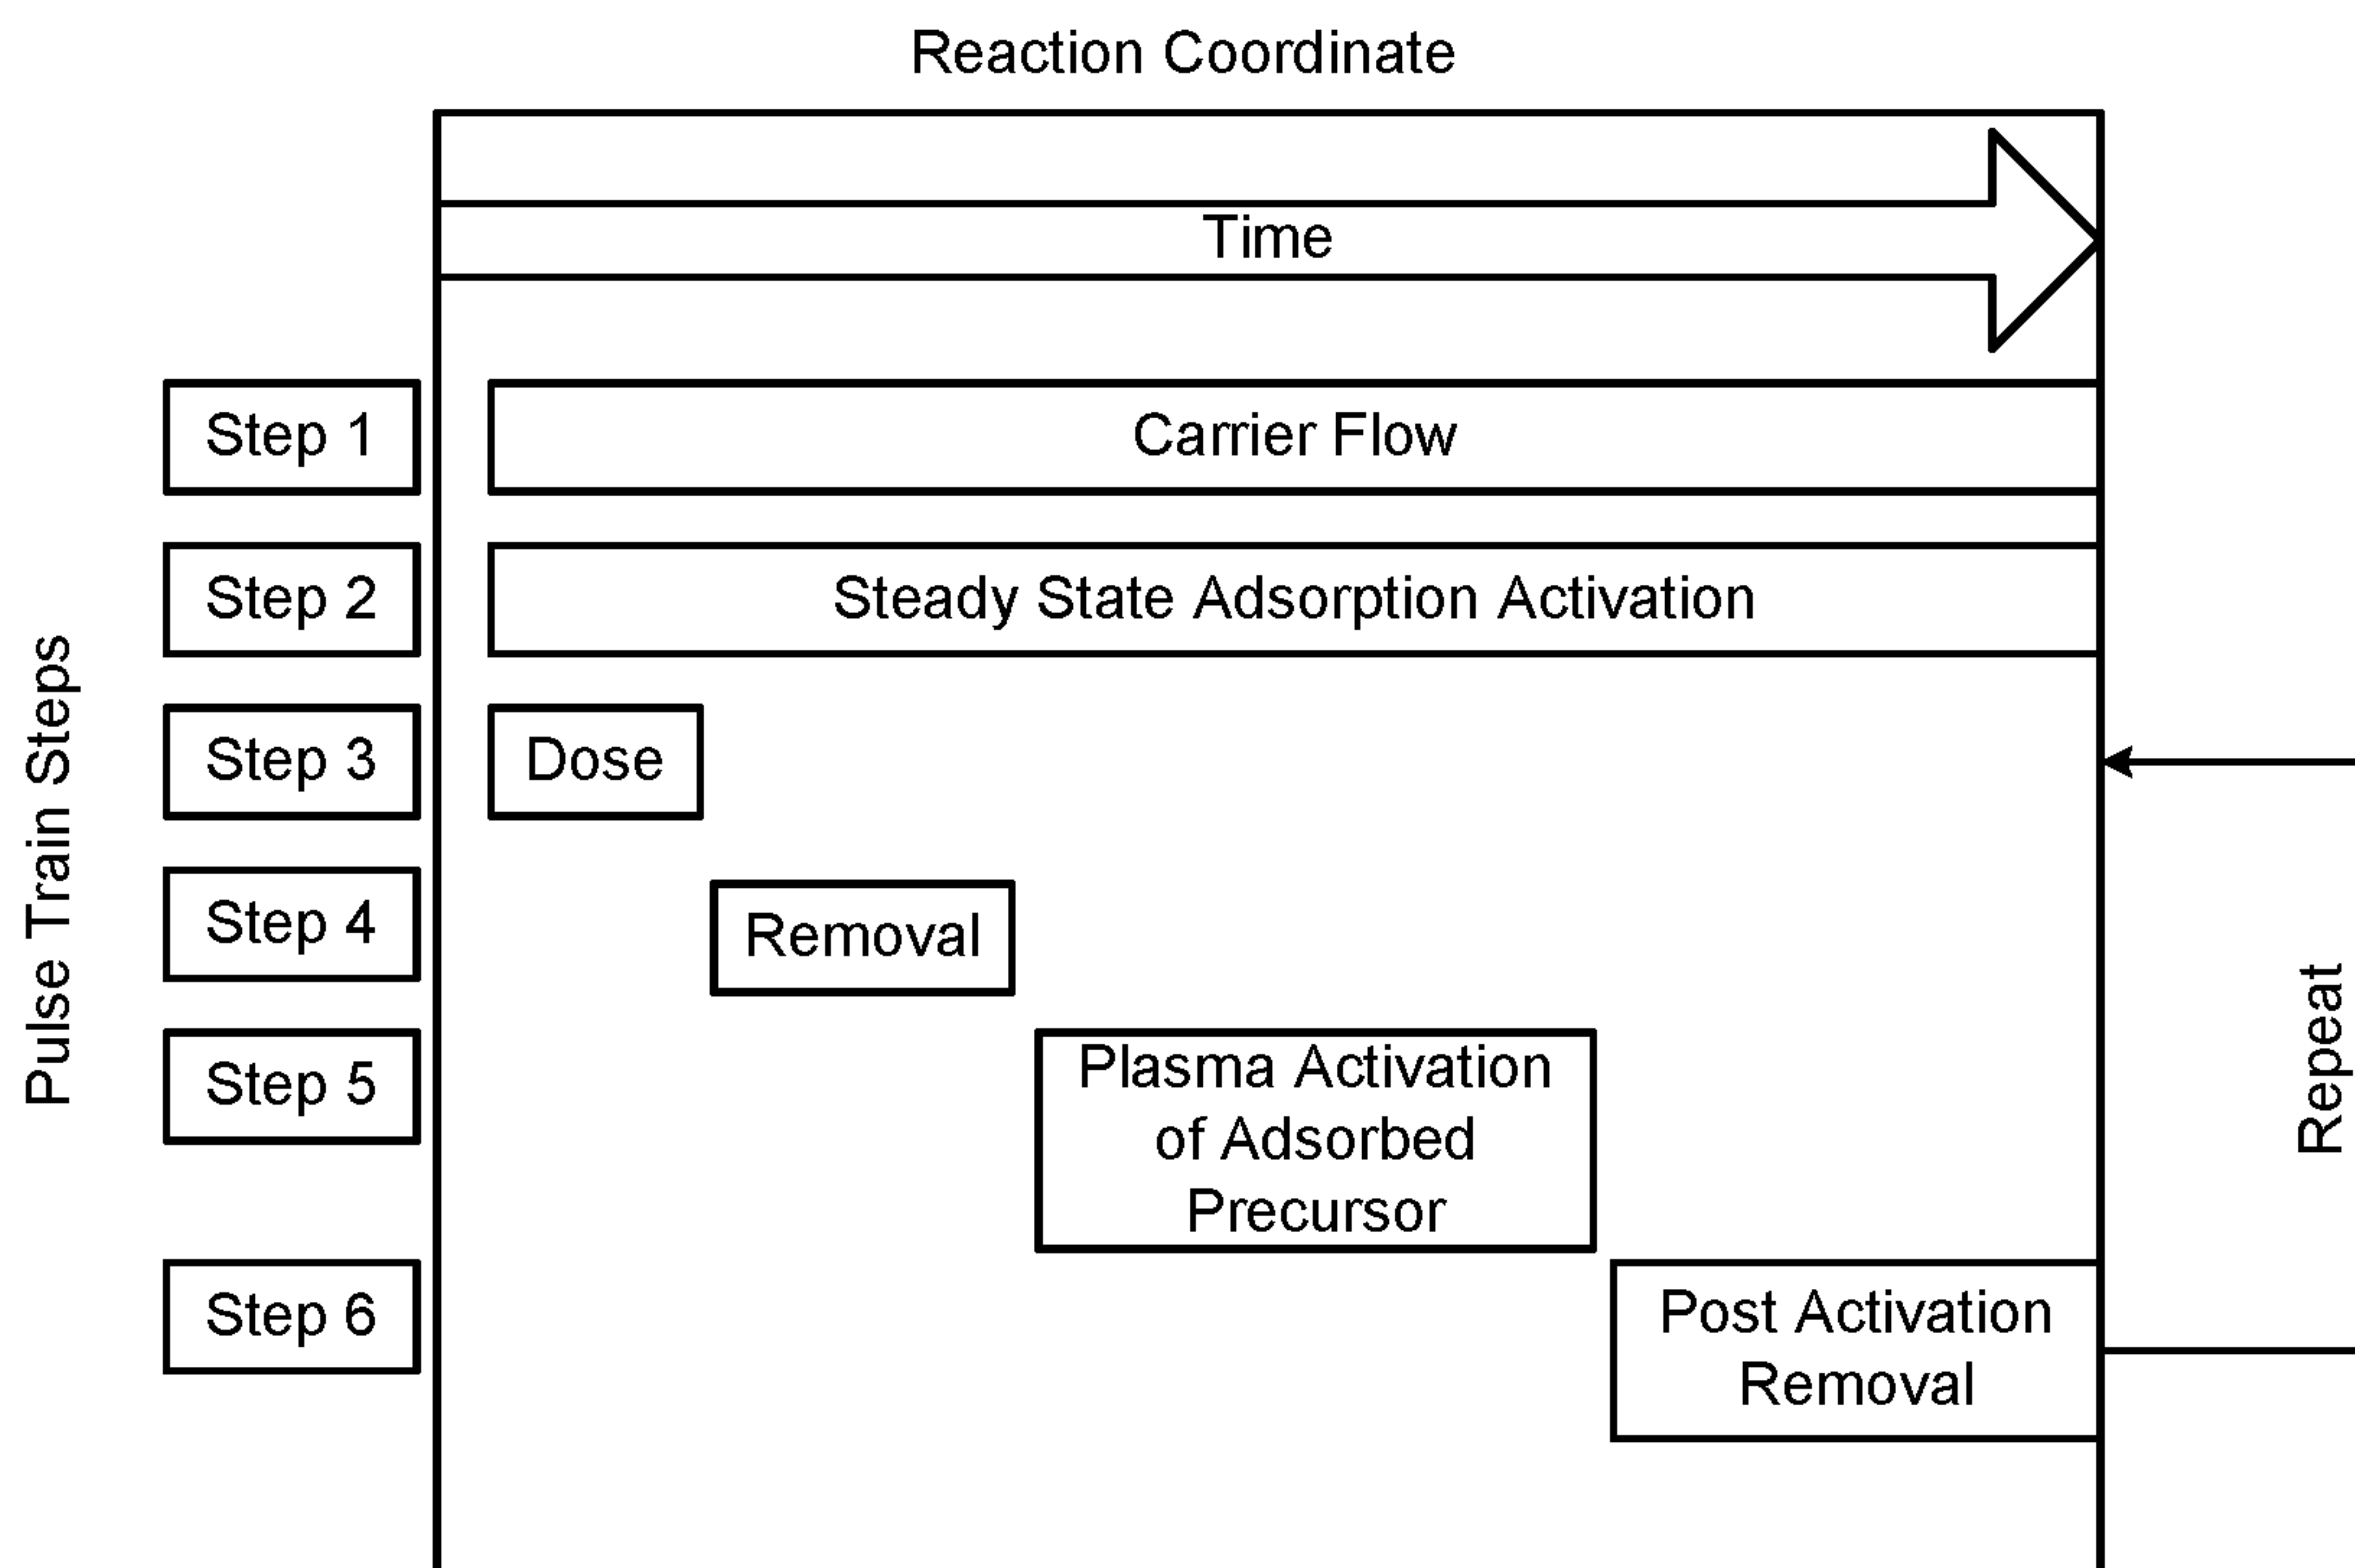 Reaction Coordinate
Time
Pulse Train Steps
Step 1
Carrier Flow
Step 2
Steady State Adsorption Activation
Step 3
Dose
Step 4
Removal
Step 5
Plasma Activation
of Adsorbed
Precursor
Step 6
Post Activation
Removal
Repeat